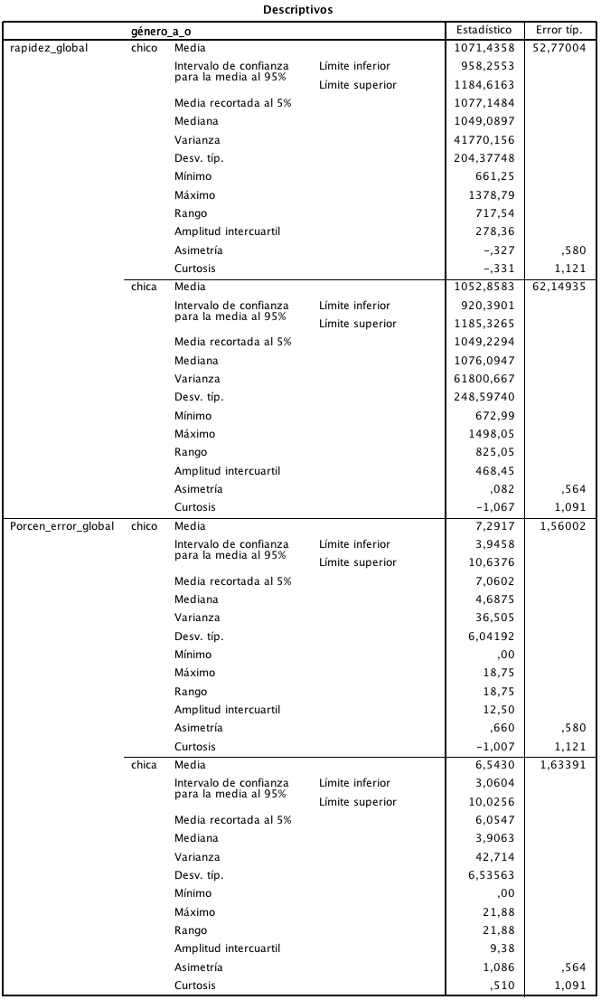 Descriptivos
género_a_o Estadístico Error típ.
rapidez_global chico Media 1071,4358 52,77004
Intervalo de confianza para la media al 95% Límite inferior 958,2553
Límite superior 1184,6163
Media recortada al 5% 1077,1484
Mediana 1049,0897
Varianza 41770,156
Desv. típ. 204,37748
Mínimo 661,25
Máximo 1378,79
Rango 717,54
Amplitud intercuartil 278,36
Asimetría -,327 ,580
Curtosis -,331 1,121
chica Media 1052,8583 62,14935
Intervalo de confianza para la media al 95% Límite inferior 920,3901
Límite superior 1185,3265
Media recortada al 5% 1049,2294
Mediana 1076,0947
Varianza 61800,667
Desv. típ. 248,59740
Mínimo 672,99
Máximo 1498,05
Rango 825,05
Amplitud intercuartil 468,45
Asimetría ,082 ,564
Curtosis -1,067 1,091
Porcen_error_global chico Media 7,2917 1,56002
Intervalo de confianza para la media al 95% Límite inferior 3,9458
Límite superior 10,6376
Media recortada al 5% 7,0602
Mediana 4,6875
Varianza 36,505
Desv. típ. 6,04192
Mínimo ,00
Máximo 18,75
Rango 18,75
Amplitud intercuartil 12,50
Asimetría ,660 ,580
Curtosis -1,007 1,121
chica Media 6,5430 1,63391
Intervalo de confianza para la media al 95% Límite inferior 3,0604
Límite superior 10,0256
Media recortada al 5% 6,0547
Mediana 3,9063
Varianza 42,714
Desv. típ. 6,53563
Mínimo ,00
Máximo 21,88
Rango 21,88
Amplitud intercuartil 9,38
Asimetría 1,086 ,564
Curtosis ,510 1,091